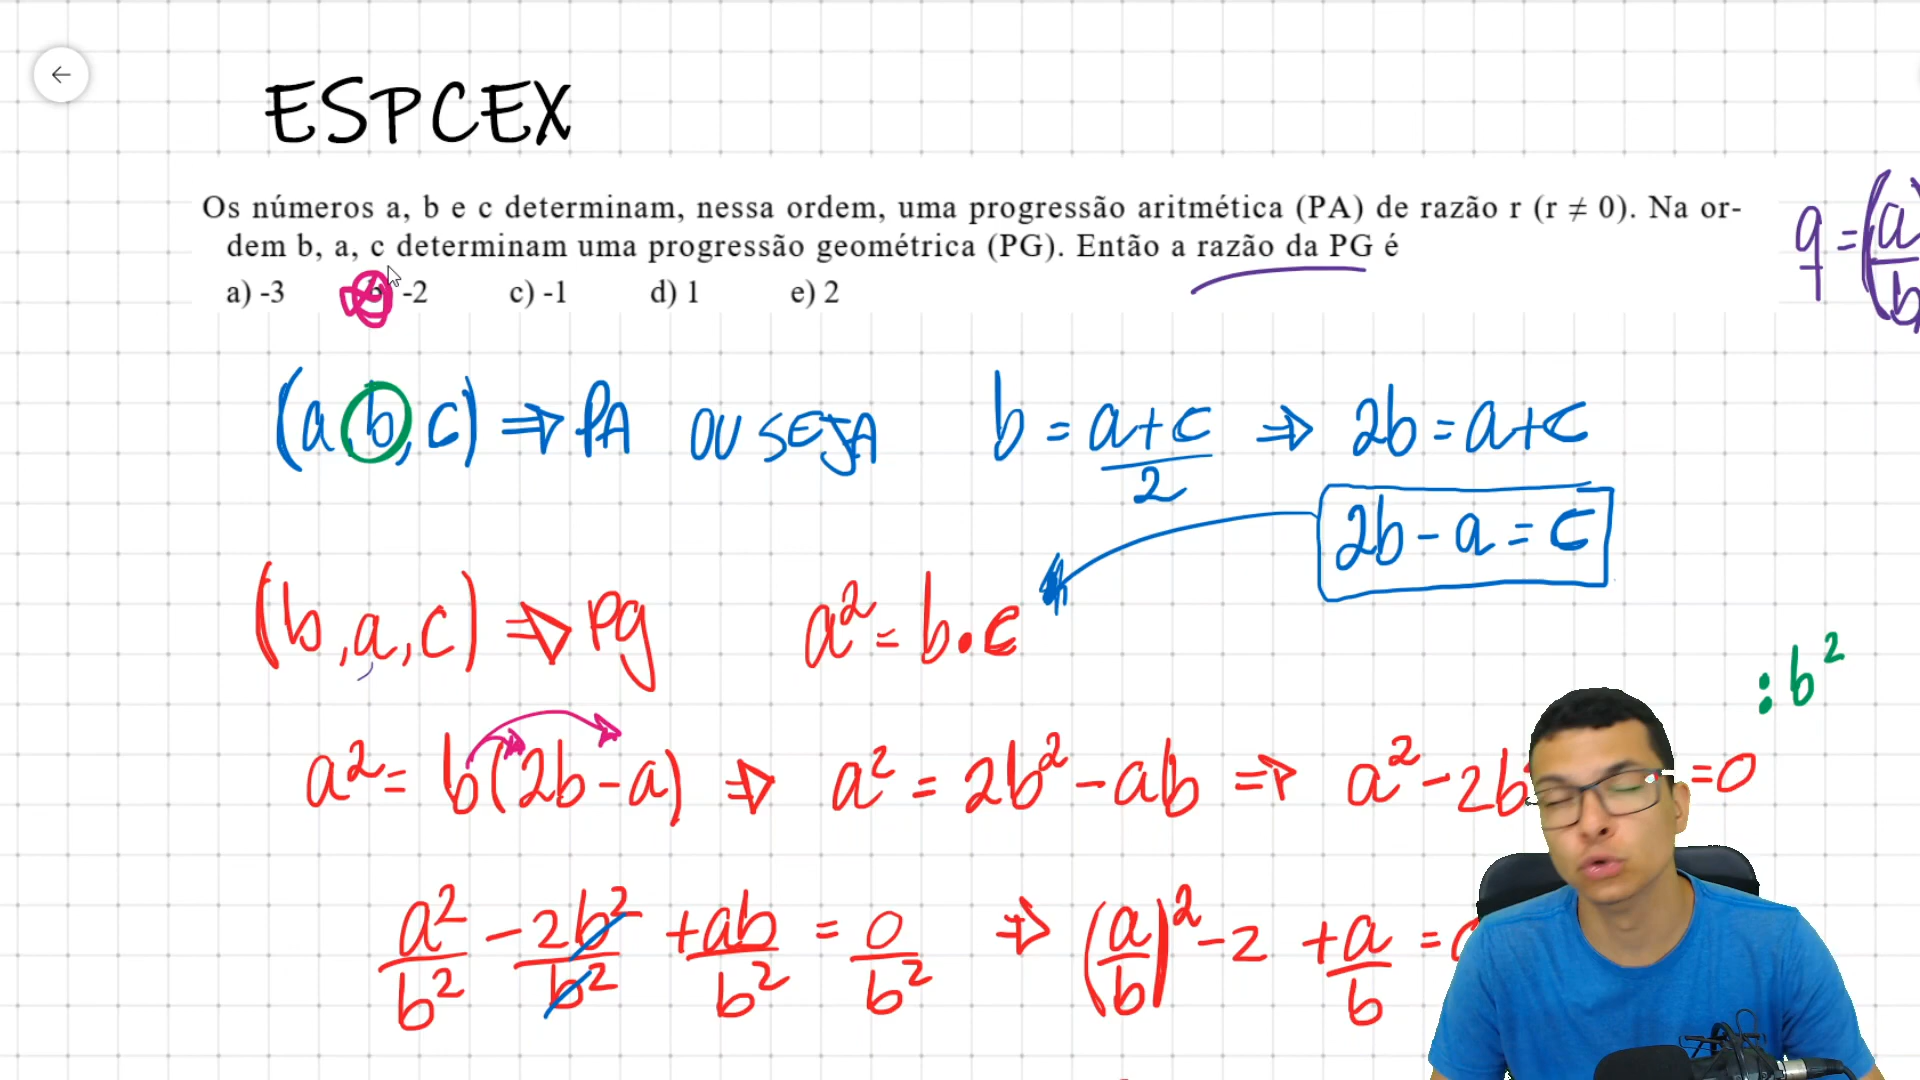 ESPCEX
Os números a, b e c determinam, nessa ordem, uma progressão aritmética (PA) de razão r (r ≠ 0). Na or-
dem b, a, c determinam uma progressão geométrica (PG). Então a razão da PG é
a) -3 -2 c) -1 d) 1 e) 2
q = (a/b
(a, b, c) ⇒ PA OU SEJA b = a+c/2 ⇒ 2b = a+c
2b - a = c
(b, a, c) ⇒ PG a² = b·c
:b²
a² = b(2b-a) ⇒ a² = 2b² - ab ⇒ a² - 2b =0
a²/b² - 2b²/b² + ab/b² = 0/b² ⇒ (a/b)² - 2 + a/b =